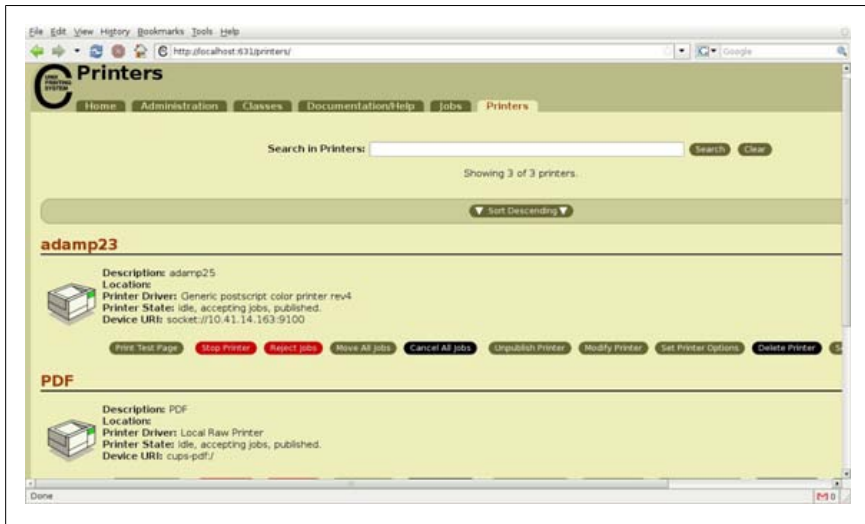 File Edit View History Bookmarks Tools Help
http://localhost:631/printers/
Google
UNIX PRINTING SYSTEM
Printers
Home Administration Classes Documentation/Help Jobs Printers
Search in Printers: Search Clear
Showing 3 of 3 printers.
▼ Sort Descending ▼
adamp23
Description: adamp25
Location:
Printer Driver: Generic postscript color printer rev4
Printer State: idle, accepting jobs, published.
Device URI: socket://10.41.14.163:9100
Print Test Page Stop Printer Reject Jobs Move All Jobs Cancel All Jobs Unpublish Printer Modify Printer Set Printer Options Delete Printer
PDF
Description: PDF
Location:
Printer Driver: Local Raw Printer
Printer State: idle, accepting jobs, published.
Device URI: cups-pdf:/
Done
0